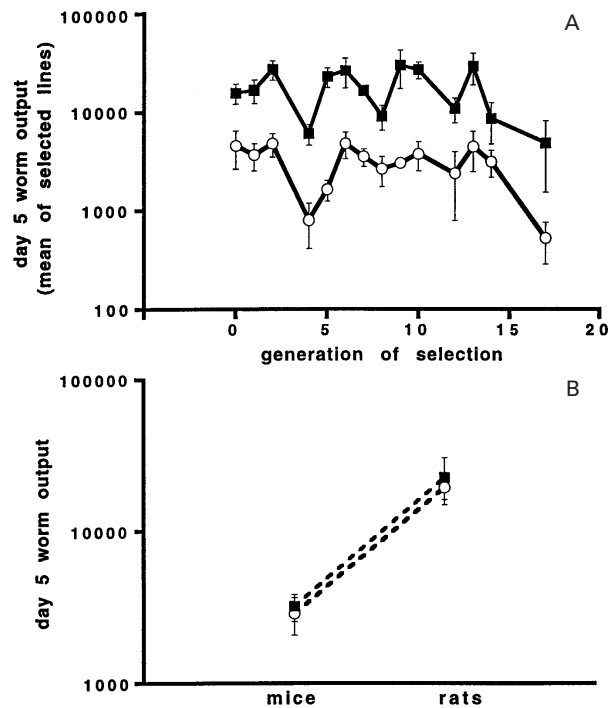 A
day 5 worm output
(mean of selected lines)
100000
10000
1000
100
0 5 10 15 20
generation of selection
B
day 5 worm output
100000
10000
1000
mice rats